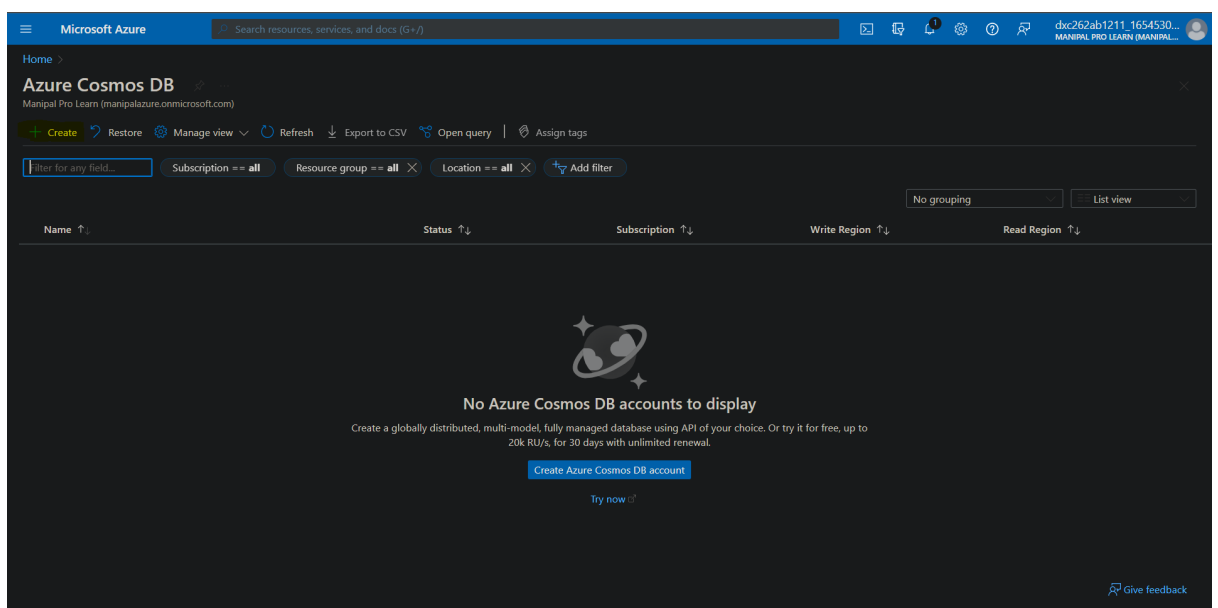 Microsoft Azure
Search resources, services, and docs (G+/)
1
dxc262ab1211_1654530...
MANIPAL PRO LEARN (MANIPAL...
Home >
Azure Cosmos DB
Manipal Pro Learn (manipalazure.onmicrosoft.com)
+ Create Restore Manage view Refresh Export to CSV Open query Assign tags
Filter for any field... Subscription == all Resource group == all Location == all Add filter
No grouping List view
Name Status Subscription Write Region Read Region
No Azure Cosmos DB accounts to display
Create a globally distributed, multi-model, fully managed database using API of your choice. Or try it for free, up to
20k RU/s, for 30 days with unlimited renewal.
Create Azure Cosmos DB account
Try now
Give feedback